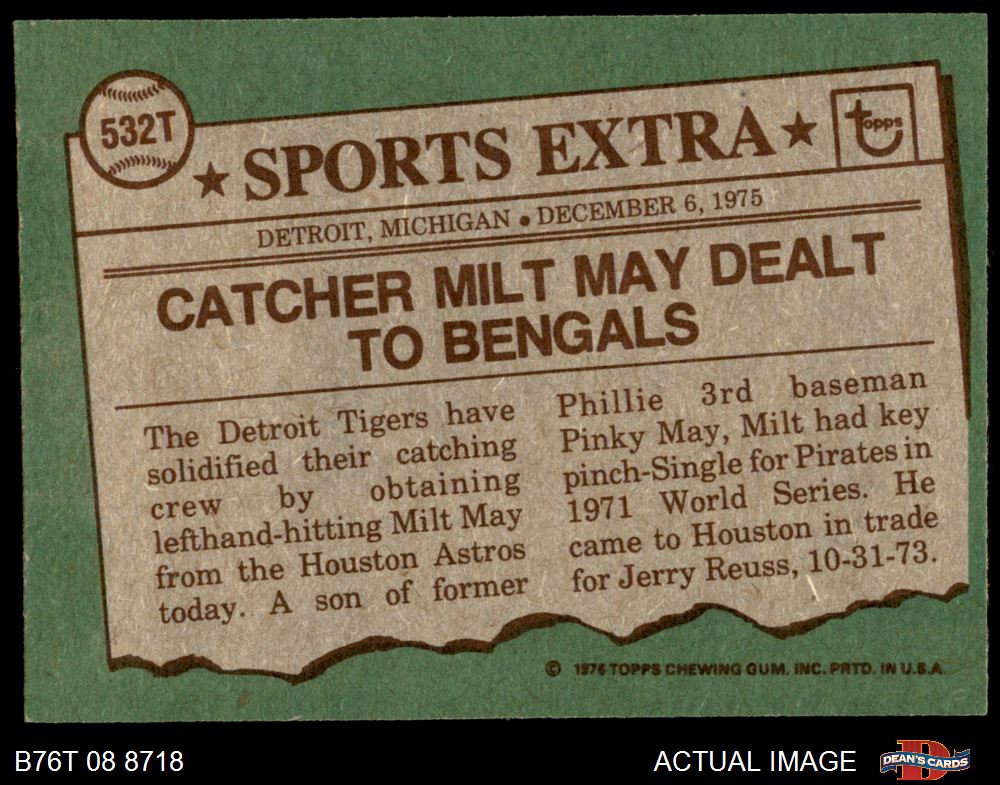 532T
★ SPORTS EXTRA ★
topps
DETROIT, MICHIGAN ● DECEMBER 6, 1975
CATCHER MILT MAY DEALT
TO BENGALS
The Detroit Tigers have
solidified their catching
crew by obtaining
lefthand-hitting Milt May
from the Houston Astros
today. A son of former
Phillie 3rd baseman
Pinky May, Milt had key
pinch-Single for Pirates in
1971 World Series. He
came to Houston in trade
for Jerry Reuss, 10-31-73.
© 1976 TOPPS CHEWING GUM, INC. PRTD. IN U.S.A.
B76T 08 8718
ACTUAL IMAGE
DEAN'S CARDS